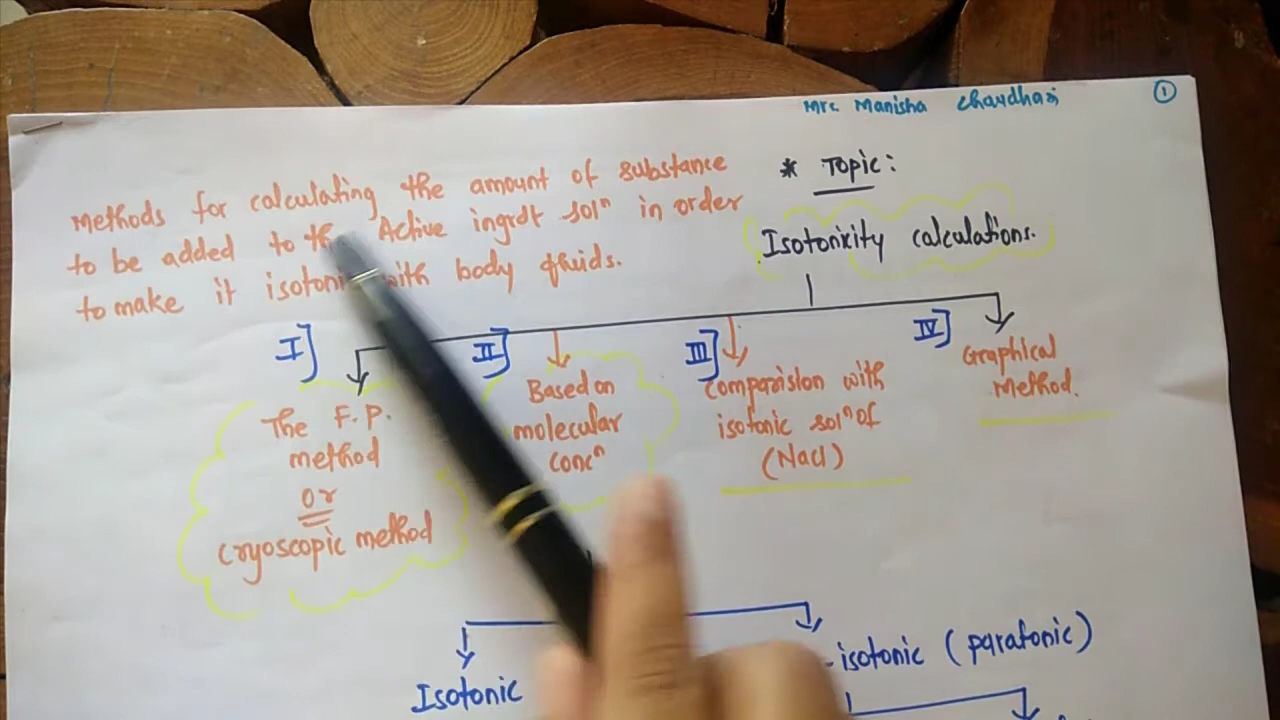 Mrs. Manisha Chaudhari
1
Methods for calculating the amount of substance
to be added to the Active ingrdt solⁿ in order
to make it isotonic with body fluids.
* Topic:
Isotonixity calculations.
I]
The F.P.
method
Or
Cryoscopic method
II]
Based on
molecular
concⁿ
III]
Comparision with
isotonic solⁿ of
(Nacl)
IV]
Graphical
Method.
Isotonic
-isotonic (paratonic)